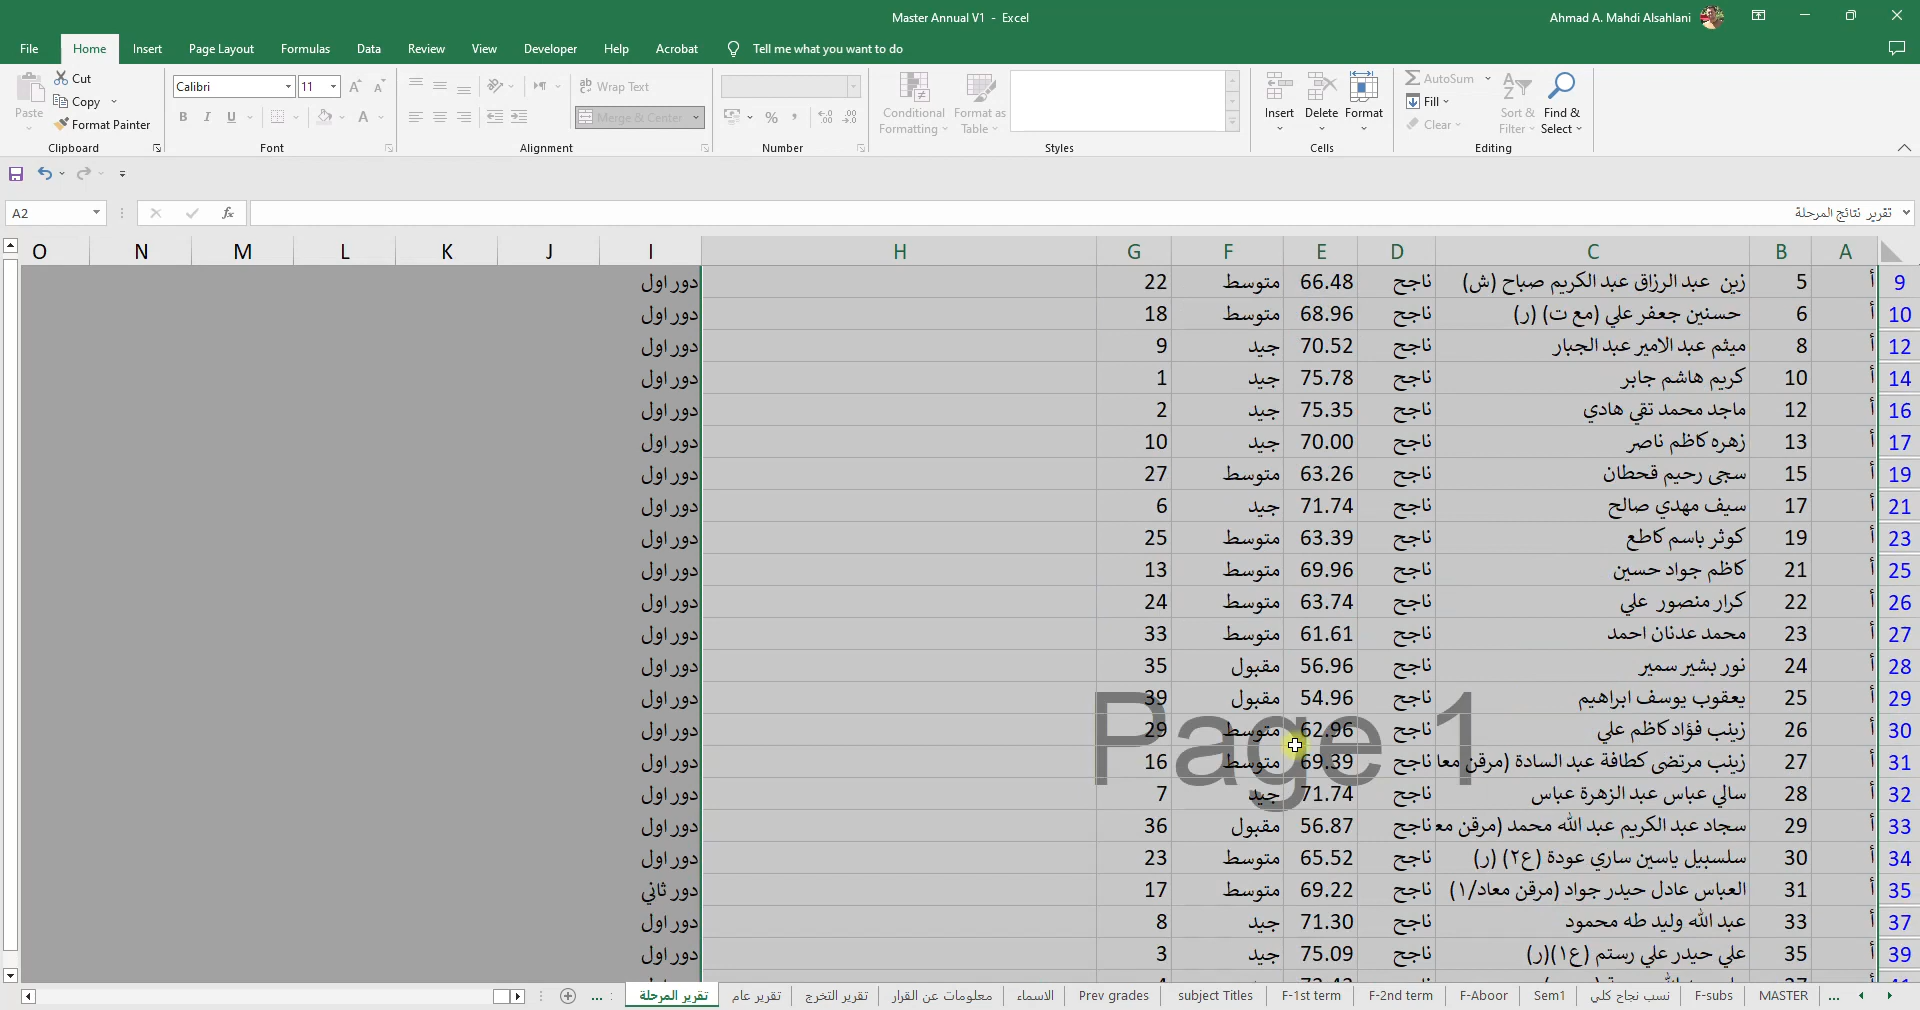 Master Annual V1 - Excel
Ahmad A. Mahdi Alsahlani
File Home Insert Page Layout Formulas Data Review View Developer Help Acrobat Tell me what you want to do
Paste
Cut
Copy
Format Painter
Clipboard
Calibri 11
B I U A
Font
Wrap Text
Merge & Center
Alignment
Number
Conditional Formatting
Format as Table
Styles
Insert Delete Format
Cells
AutoSum
Fill
Clear
Sort & Filter
Find & Select
Editing
A2
fx
تقرير نتائج المرحلة
O N M L K J I H G F E D C B A
9 أ 5 زين عبد الرزاق عبد الكريم صباح (ش) ناجح 66.48 متوسط 22 دور اول
10 أ 6 حسنين جعفر علي (مع ت) (ر) ناجح 68.96 متوسط 18 دور اول
12 أ 8 ميثم عبد الامير عبد الجبار ناجح 70.52 جيد 9 دور اول
14 أ 10 كريم هاشم جابر ناجح 75.78 جيد 1 دور اول
16 أ 12 ماجد محمد تقي هادي ناجح 75.35 جيد 2 دور اول
17 أ 13 زهره كاظم ناصر ناجح 70.00 جيد 10 دور اول
19 أ 15 سجى رحيم قحطان ناجح 63.26 متوسط 27 دور اول
21 أ 17 سيف مهدي صالح ناجح 71.74 جيد 6 دور اول
23 أ 19 كوثر باسم كاطع ناجح 63.39 متوسط 25 دور اول
25 أ 21 كاظم جواد حسين ناجح 69.96 متوسط 13 دور اول
26 أ 22 كرار منصور علي ناجح 63.74 متوسط 24 دور اول
27 أ 23 محمد عدنان احمد ناجح 61.61 متوسط 33 دور اول
28 أ 24 نور بشير سمير ناجح 56.96 مقبول 35 دور اول
29 أ 25 يعقوب يوسف ابراهيم ناجح 54.96 مقبول 39 دور اول
30 أ 26 زينب فؤاد كاظم علي ناجح 62.96 متوسط 29 دور اول
31 أ 27 زينب مرتضى كطافة عبد السادة (مرقن معا ناجح 69.39 متوسط 16 دور اول
32 أ 28 سالي عباس عبد الزهرة عباس ناجح 71.74 جيد 7 دور اول
33 أ 29 سجاد عبد الكريم عبد الله محمد (مرقن مع ناجح 56.87 مقبول 36 دور اول
34 أ 30 سلسبيل ياسين ساري عودة (ع٢) (ر) ناجح 65.52 متوسط 23 دور اول
35 أ 31 العباس عادل حيدر جواد (مرقن معاد/١) ناجح 69.22 متوسط 17 دور ثاني
37 أ 33 عبد الله وليد طه محمود ناجح 71.30 جيد 8 دور اول
39 أ 35 علي حيدر علي رستم (ع١)(ر) ناجح 75.09 جيد 3 دور اول
Page 1
... تقرير المرحلة تقرير عام تقرير التخرج معلومات عن القرار الاسماء Prev grades subject Titles F-1st term F-2nd term F-Aboor Sem1 نسب نجاح كلي F-subs MASTER ...